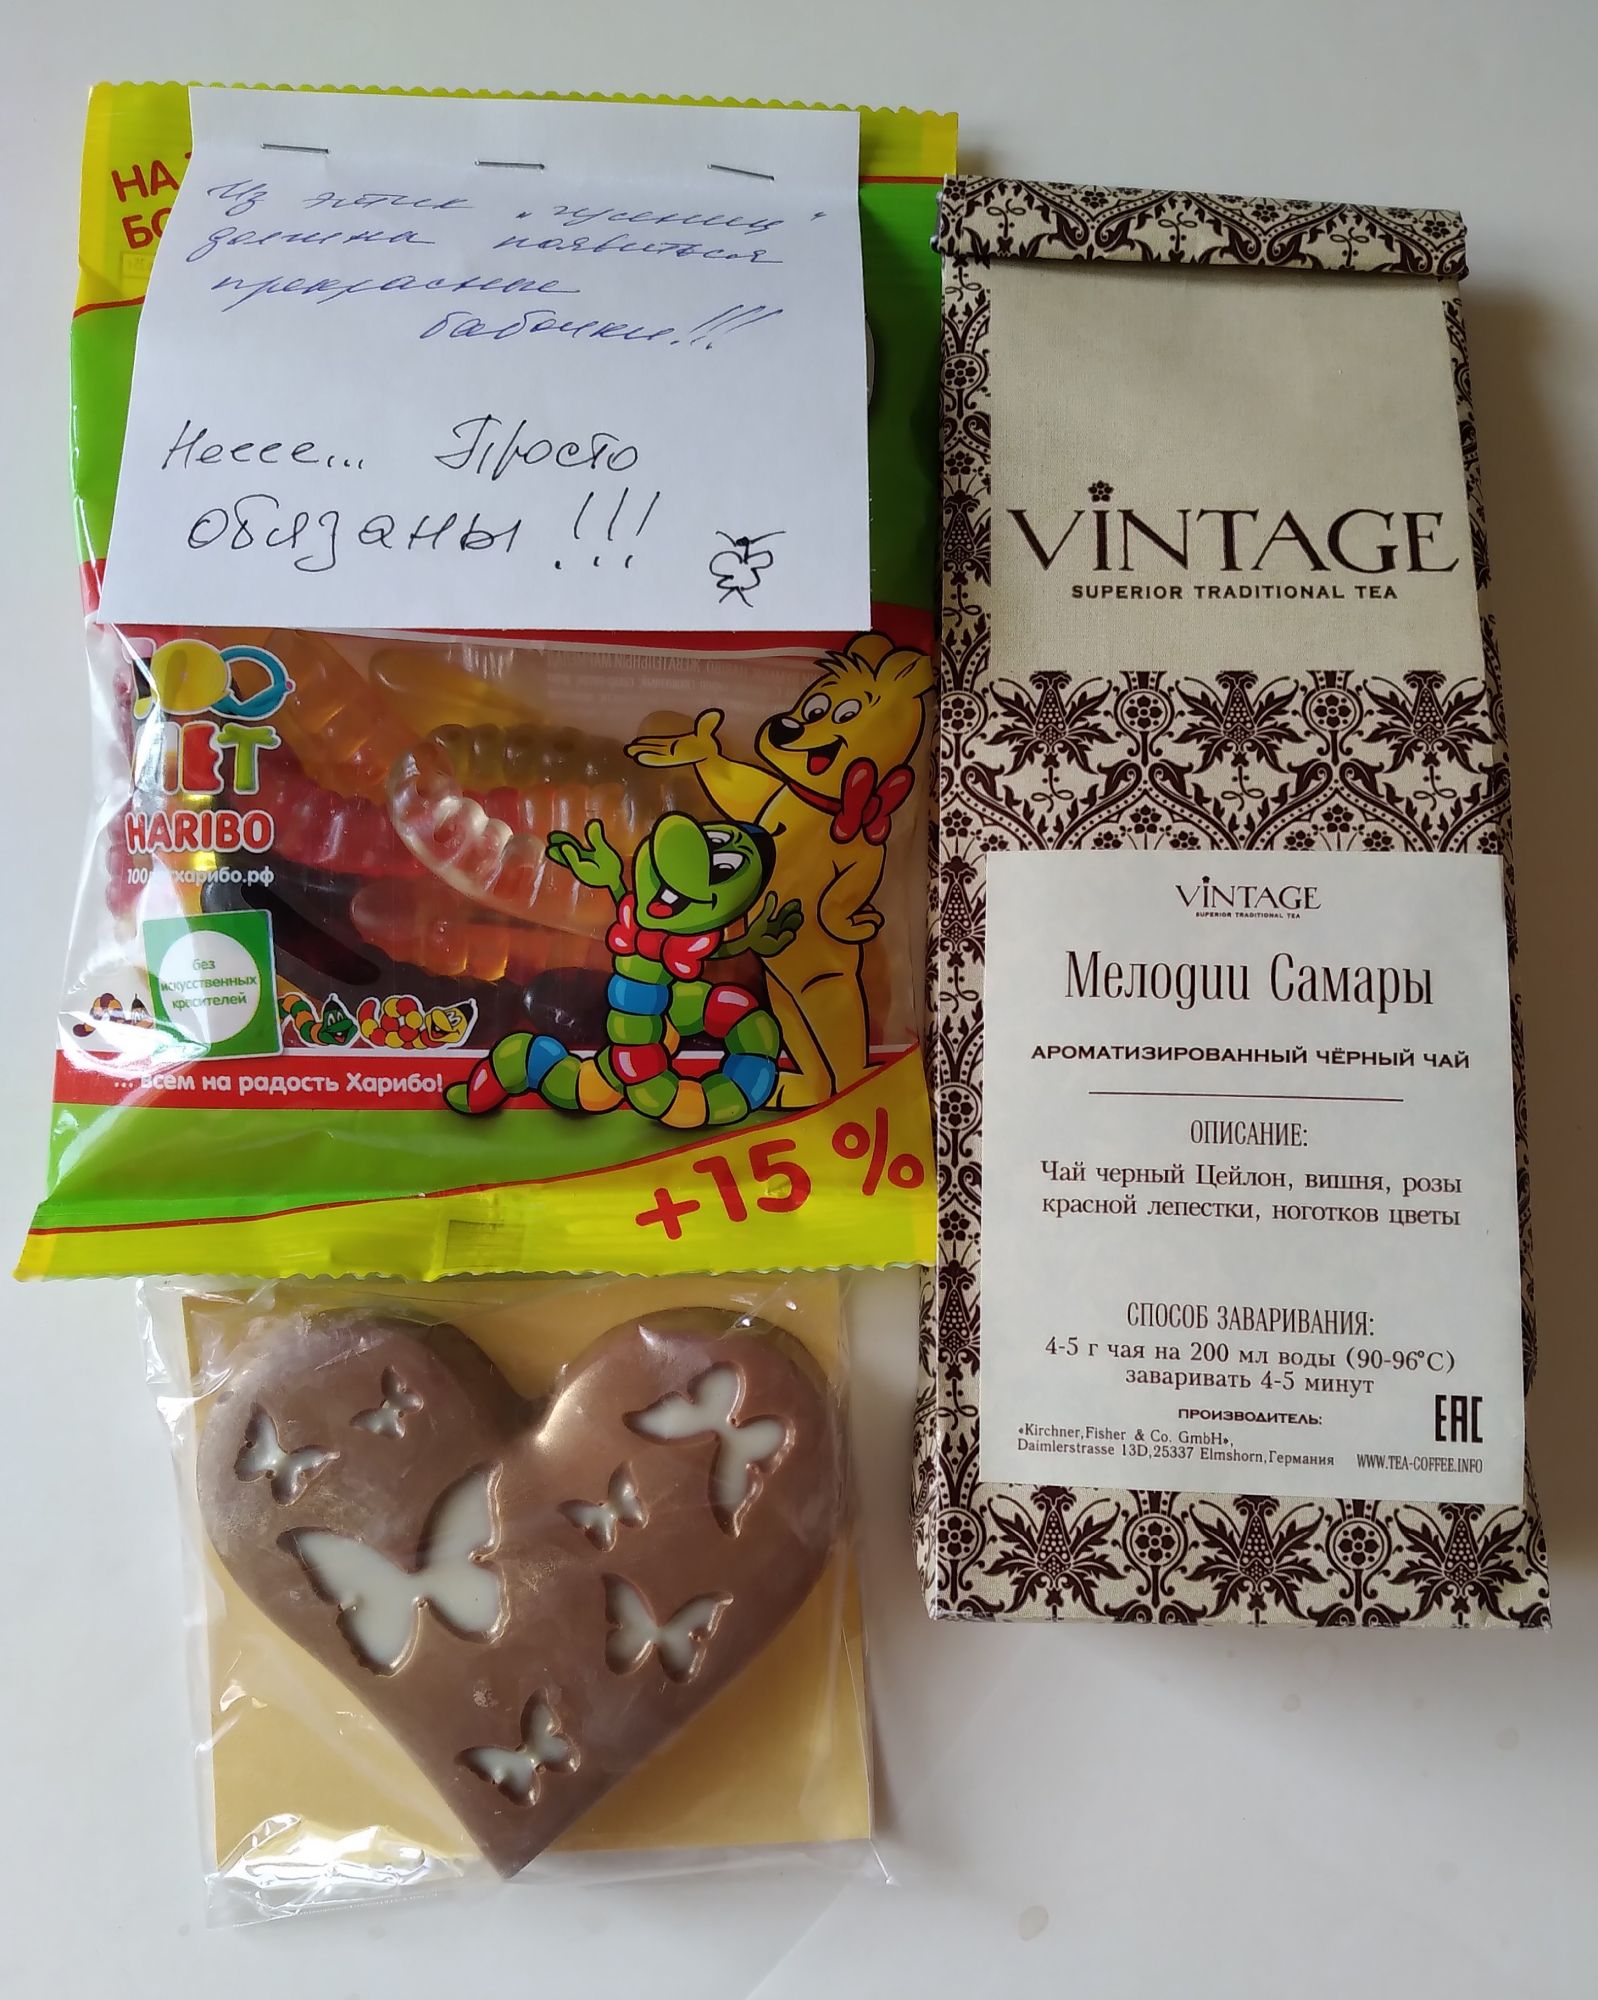 НА
БО
Из этих "гусениц"
должны появиться
прекрасные
бабочки!!!
Нееее... Просто
обязаны!!!
100
ЛЕТ
HARIBO
100летхарибо.рф
без
искусственных
красителей
... всем на радость Харибо!
+15 %
VINTAGE
SUPERIOR TRADITIONAL TEA
VINTAGE
SUPERIOR TRADITIONAL TEA
Мелодии Самары
АРОМАТИЗИРОВАННЫЙ ЧЁРНЫЙ ЧАЙ
ОПИСАНИЕ:
Чай черный Цейлон, вишня, розы
красной лепестки, ноготков цветы
СПОСОБ ЗАВАРИВАНИЯ:
4-5 г чая на 200 мл воды (90-96°С)
заваривать 4-5 минут
ПРОИЗВОДИТЕЛЬ:
«Kirchner,Fisher & Co. GmbH»,
Daimlerstrasse 13D,25337 Elmshorn,Германия
EAC
WWW.TEA-COFFEE.INFO